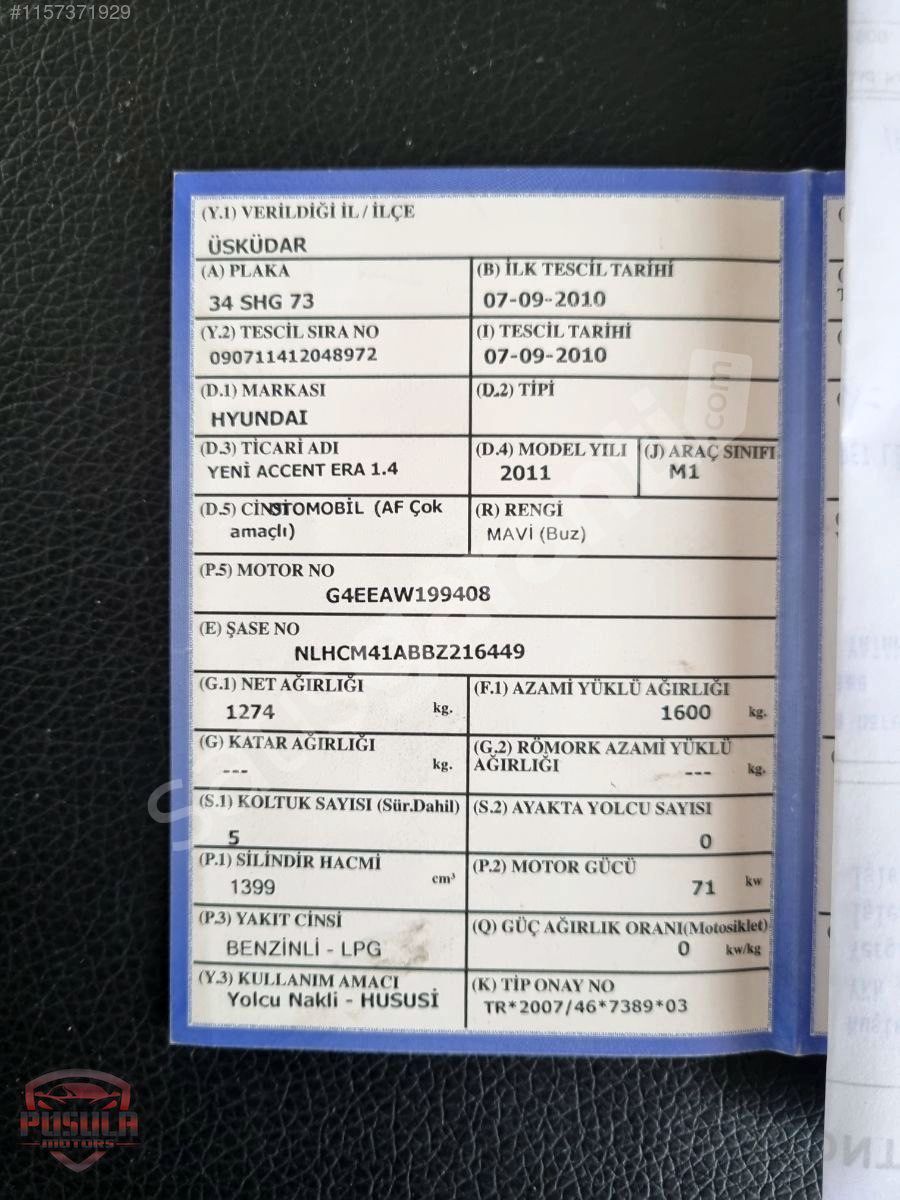 #1157371929
(Y.1) VERİLDİĞİ İL / İLÇE
ÜSKÜDAR
(A) PLAKA
34 SHG 73
(B) İLK TESCİL TARİHİ
07-09-2010
(Y.2) TESCİL SIRA NO
090711412048972
(I) TESCİL TARİHİ
07-09-2010
(D.1) MARKASI
HYUNDAI
(D.2) TİPİ
(D.3) TİCARİ ADI
YENİ ACCENT ERA 1.4
(D.4) MODEL YILI
2011
(J) ARAÇ SINIFI
M1
(D.5) CİNSİ
OTOMOBİL (AF Çok
amaçlı)
(R) RENGİ
MAVİ (Buz)
(P.5) MOTOR NO
G4EEAW199408
(E) ŞASE NO
NLHCM41ABBZ216449
(G.1) NET AĞIRLIĞI
1274 kg.
(F.1) AZAMİ YÜKLÜ AĞIRLIĞI
1600 kg.
(G) KATAR AĞIRLIĞI
--- kg.
(G.2) RÖMORK AZAMİ YÜKLÜ
AĞIRLIĞI --- kg.
(S.1) KOLTUK SAYISI (Sür.Dahil)
5
(S.2) AYAKTA YOLCU SAYISI
0
(P.1) SİLİNDİR HACMİ
1399 cm³
(P.2) MOTOR GÜCÜ
71 kw
(P.3) YAKIT CİNSİ
BENZİNLİ - LPG
(Q) GÜÇ AĞIRLIK ORANI(Motosiklet)
0 kw/kg
(Y.3) KULLANIM AMACI
Yolcu Nakli - HUSUSİ
(K) TİP ONAY NO
TR*2007/46*7389*03
sahibinden.com
PUSULA
MOTORS